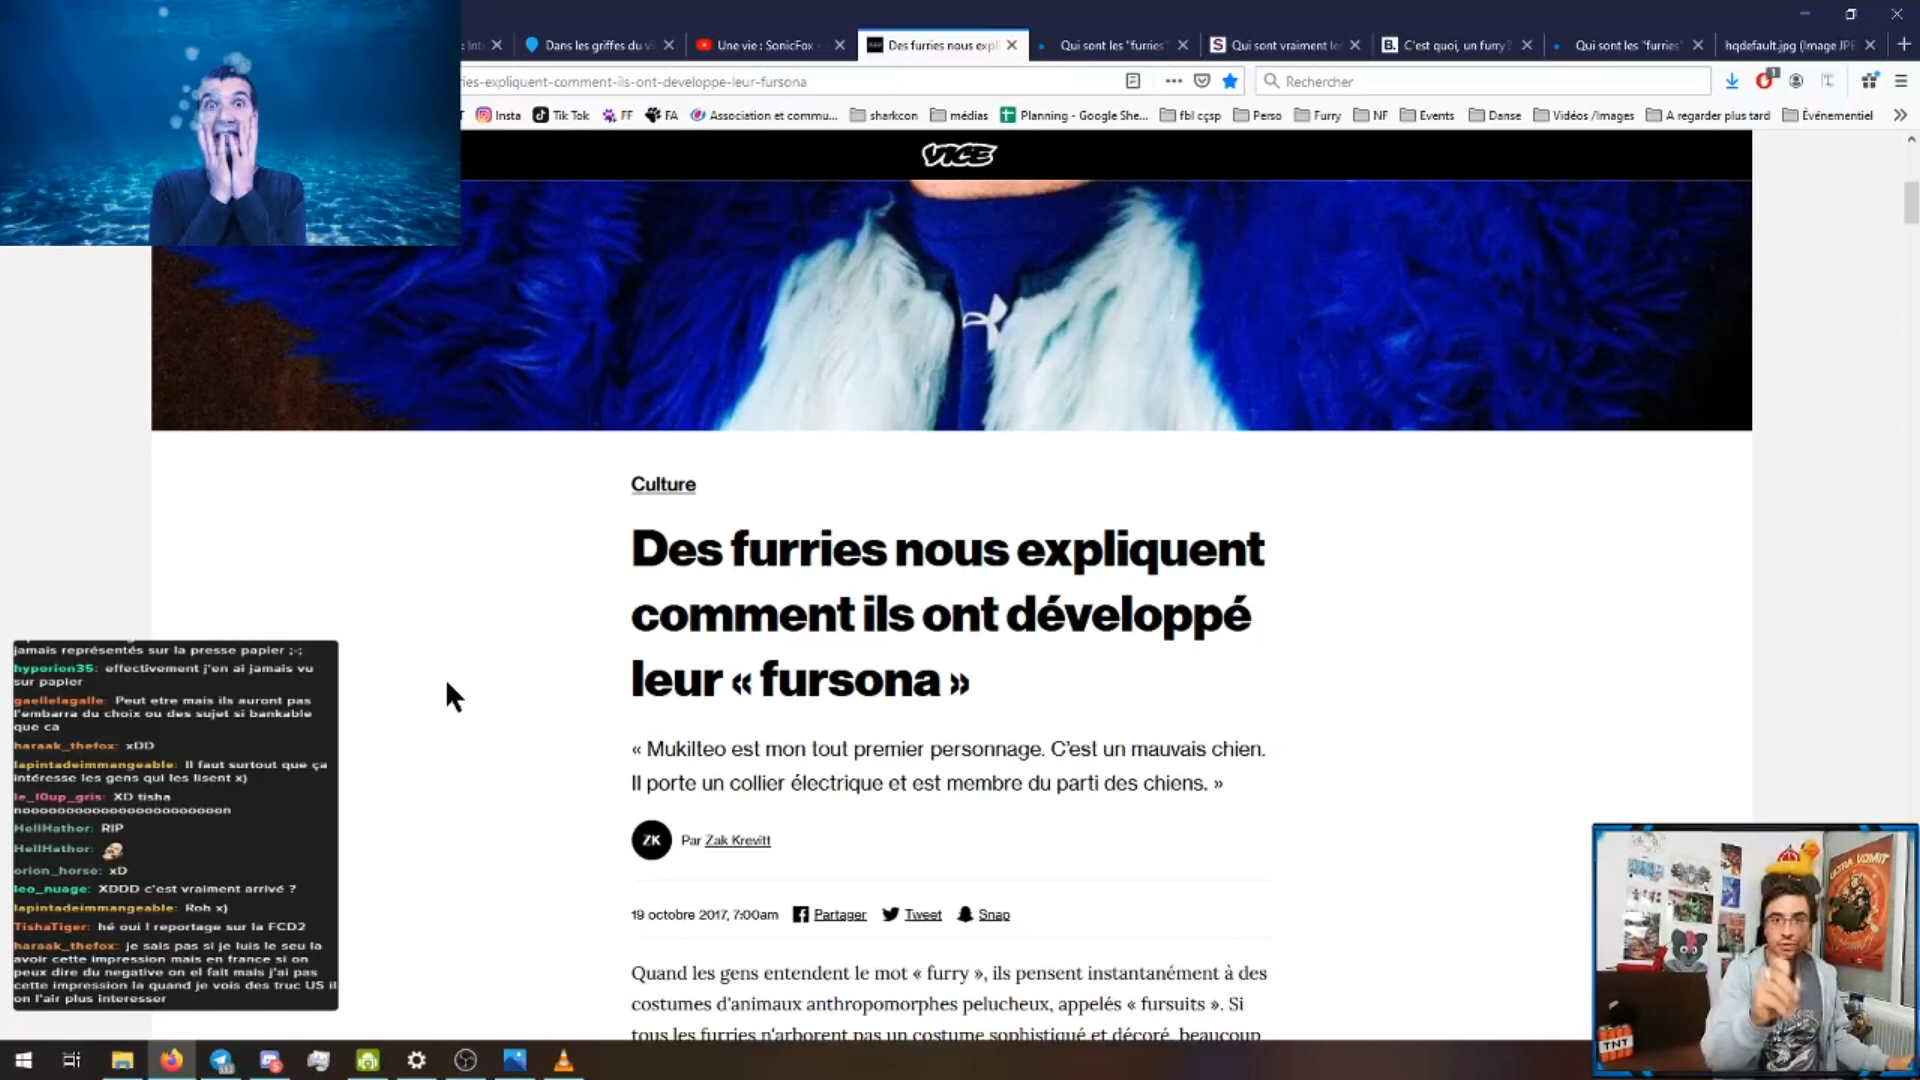 Dans les griffes du v
Une vie : SonicFox -
Des furries nous expli
Qui sont les "furries"
Qui sont vraiment le
C'est quoi, un furry ?
Qui sont les "furries"
hqdefault.jpg (Image JPE
ies-expliquent-comment-ils-ont-developpe-leur-fursona
Rechercher
1
Insta
Tik Tok
FF
FA
Association et commu...
sharkcon
médias
Planning - Google She...
fbl cçsp
Perso
Furry
NF
Events
Danse
Vidéos /Images
A regarder plus tard
Événementiel
VICE
Culture
Des furries nous expliquent
comment ils ont développé
leur « fursona »
« Mukilteo est mon tout premier personnage. C'est un mauvais chien.
Il porte un collier électrique et est membre du parti des chiens. »
ZK
Par Zak Krevitt
19 octobre 2017, 7:00am
Partager
Tweet
Snap
Quand les gens entendent le mot « furry », ils pensent instantanément à des
costumes d'animaux anthropomorphes pelucheux, appelés « fursuits ». Si
tous les furries n'arborent pas un costume sophistiqué et décoré, beaucoup
jamais représentés sur la presse papier ;-;
hyporion35: effectivement j'en ai jamais vu
sur papier
gaellelagalle: Peut etre mais ils auront pas
l'embarra du choix ou des sujet si bankable
que ca
haraak_thefox: xDD
lapintadeimmangeable: Il faut surtout que ça
intéresse les gens qui les lisent x)
le_l0up_gris: XD tisha
nooooooooooooooooooooooooon
HellHathor: RIP
HellHathor:
orion_horse: xD
leo_nuage: XDDD c'est vraiment arrivé ?
lapintadeimmangeable: Roh x)
TishaTiger: hé oui ! reportage sur la FCD2
haraak_thefox: je sais pas si je luis le seu la
avoir cette impression mais en france si on
peux dire du negative on el fait mais j'ai pas
cette impression la quand je vois des truc US il
on l'air plus interesser
ULTRA VOMIT
TNT